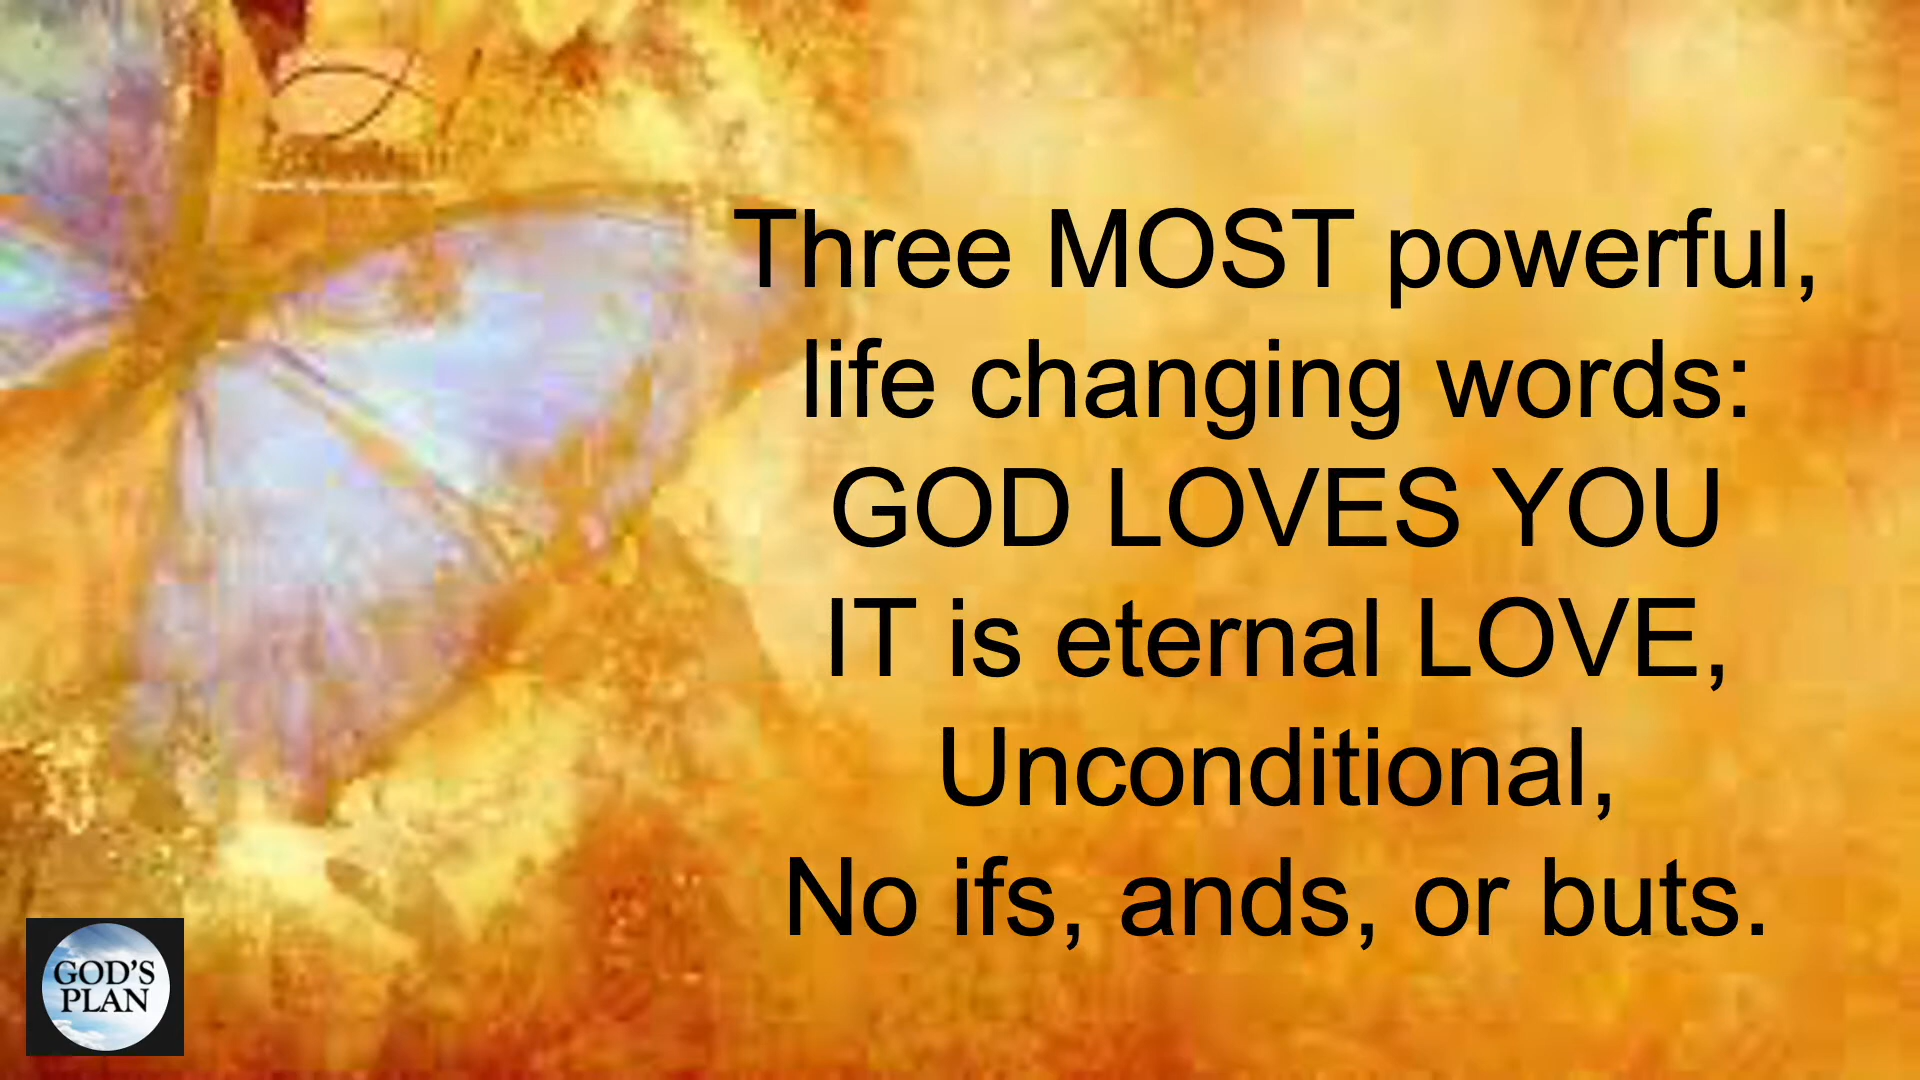 Three MOST powerful,
life changing words:
GOD LOVES YOU
IT is eternal LOVE,
Unconditional,
No ifs, ands, or buts.
GOD'S
PLAN